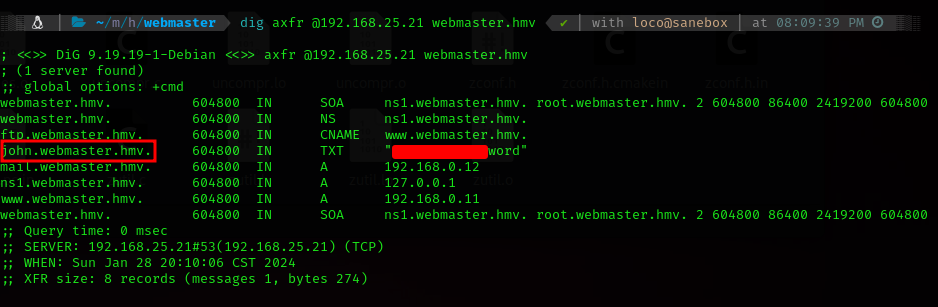 ~/m/h/webmaster dig axfr @192.168.25.21 webmaster.hmv ✔ with loco@sanebox at 08:09:39 PM
; <<>> DiG 9.19.19-1-Debian <<>> axfr @192.168.25.21 webmaster.hmv
; (1 server found)
;; global options: +cmd
webmaster.hmv. 604800 IN SOA ns1.webmaster.hmv. root.webmaster.hmv. 2 604800 86400 2419200 604800
webmaster.hmv. 604800 IN NS ns1.webmaster.hmv.
ftp.webmaster.hmv. 604800 IN CNAME www.webmaster.hmv.
john.webmaster.hmv. 604800 IN TXT "word"
mail.webmaster.hmv. 604800 IN A 192.168.0.12
ns1.webmaster.hmv. 604800 IN A 127.0.0.1
www.webmaster.hmv. 604800 IN A 192.168.0.11
webmaster.hmv. 604800 IN SOA ns1.webmaster.hmv. root.webmaster.hmv. 2 604800 86400 2419200 604800
;; Query time: 0 msec
;; SERVER: 192.168.25.21#53(192.168.25.21) (TCP)
;; WHEN: Sun Jan 28 20:10:06 CST 2024
;; XFR size: 8 records (messages 1, bytes 274)